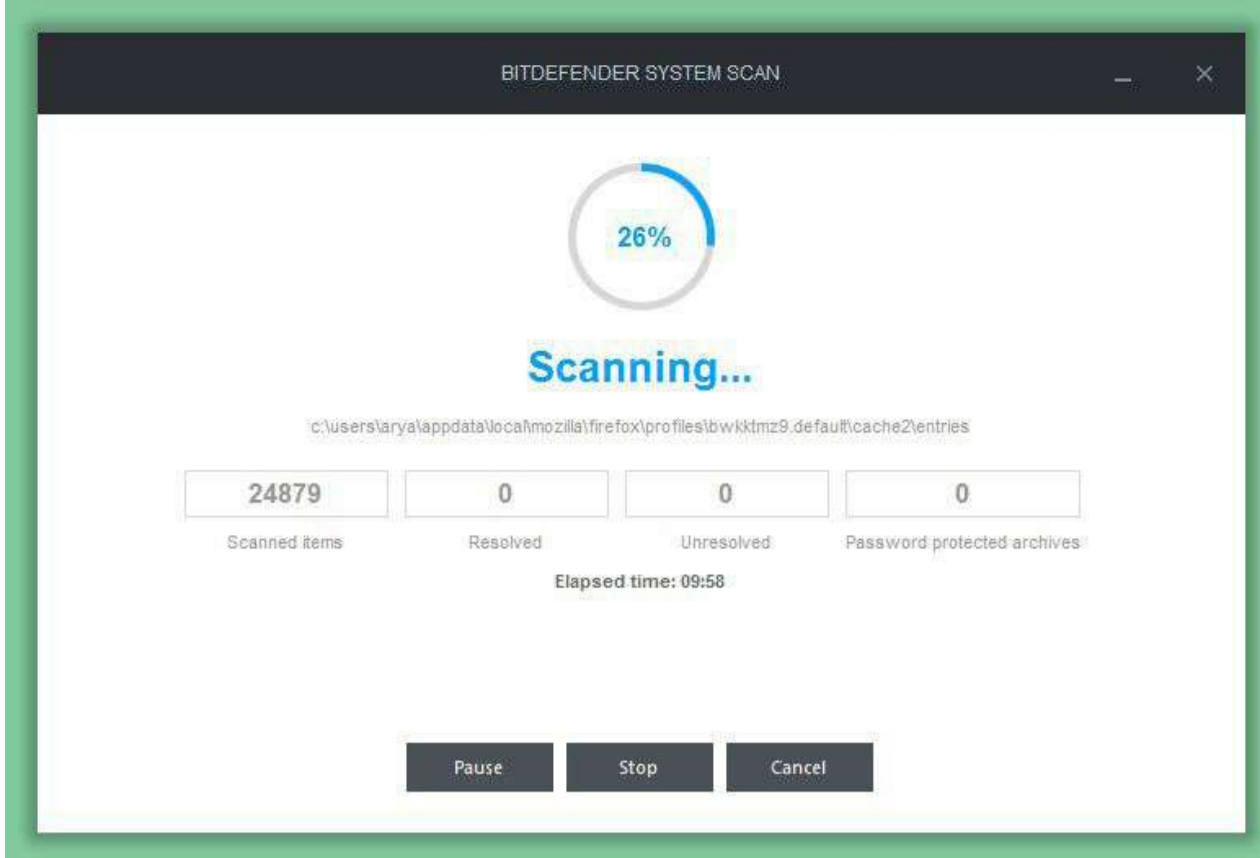 BITDEFENDER SYSTEM SCAN
26%
Scanning...
c:\users\arya\appdata\local\mozilla\firefox\profiles\bwkktmz9.default\cache2\entries
24879 0 0 0
Scanned items Resolved Unresolved Password protected archives
Elapsed time: 09:58
Pause Stop Cancel